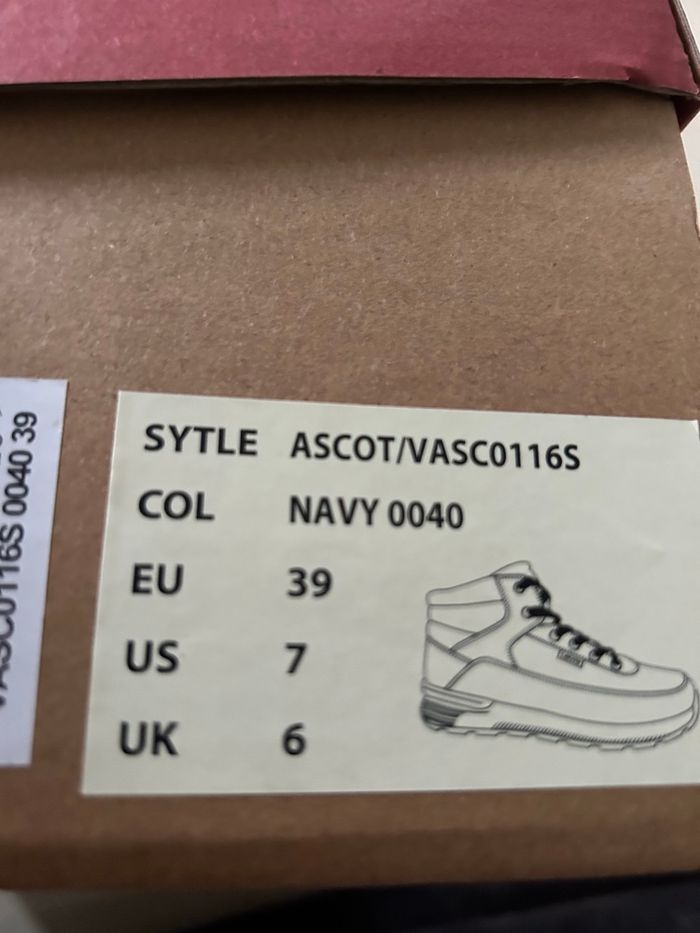 SYTLE ASCOT/VASC0116S
COL NAVY 0040
EU 39
US 7
UK 6
VASC0116S 0040 39